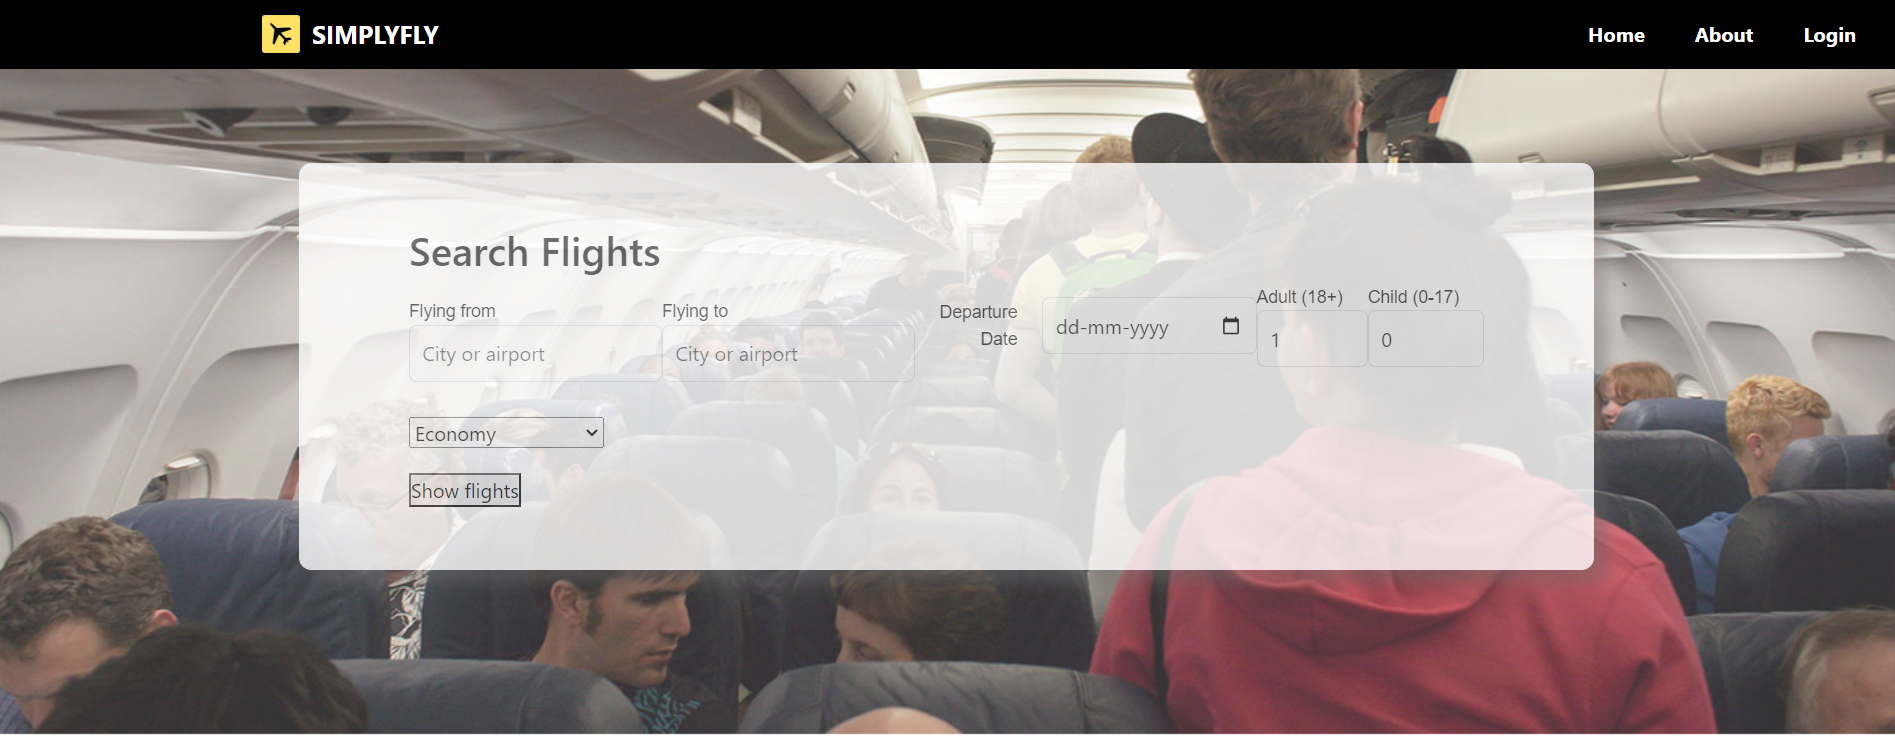 SIMPLYFLY
Home
About
Login
Search Flights
Flying from
City or airport
Flying to
City or airport
Departure
Date
dd-mm-yyyy
Adult (18+)
1
Child (0-17)
0
Economy
Show flights